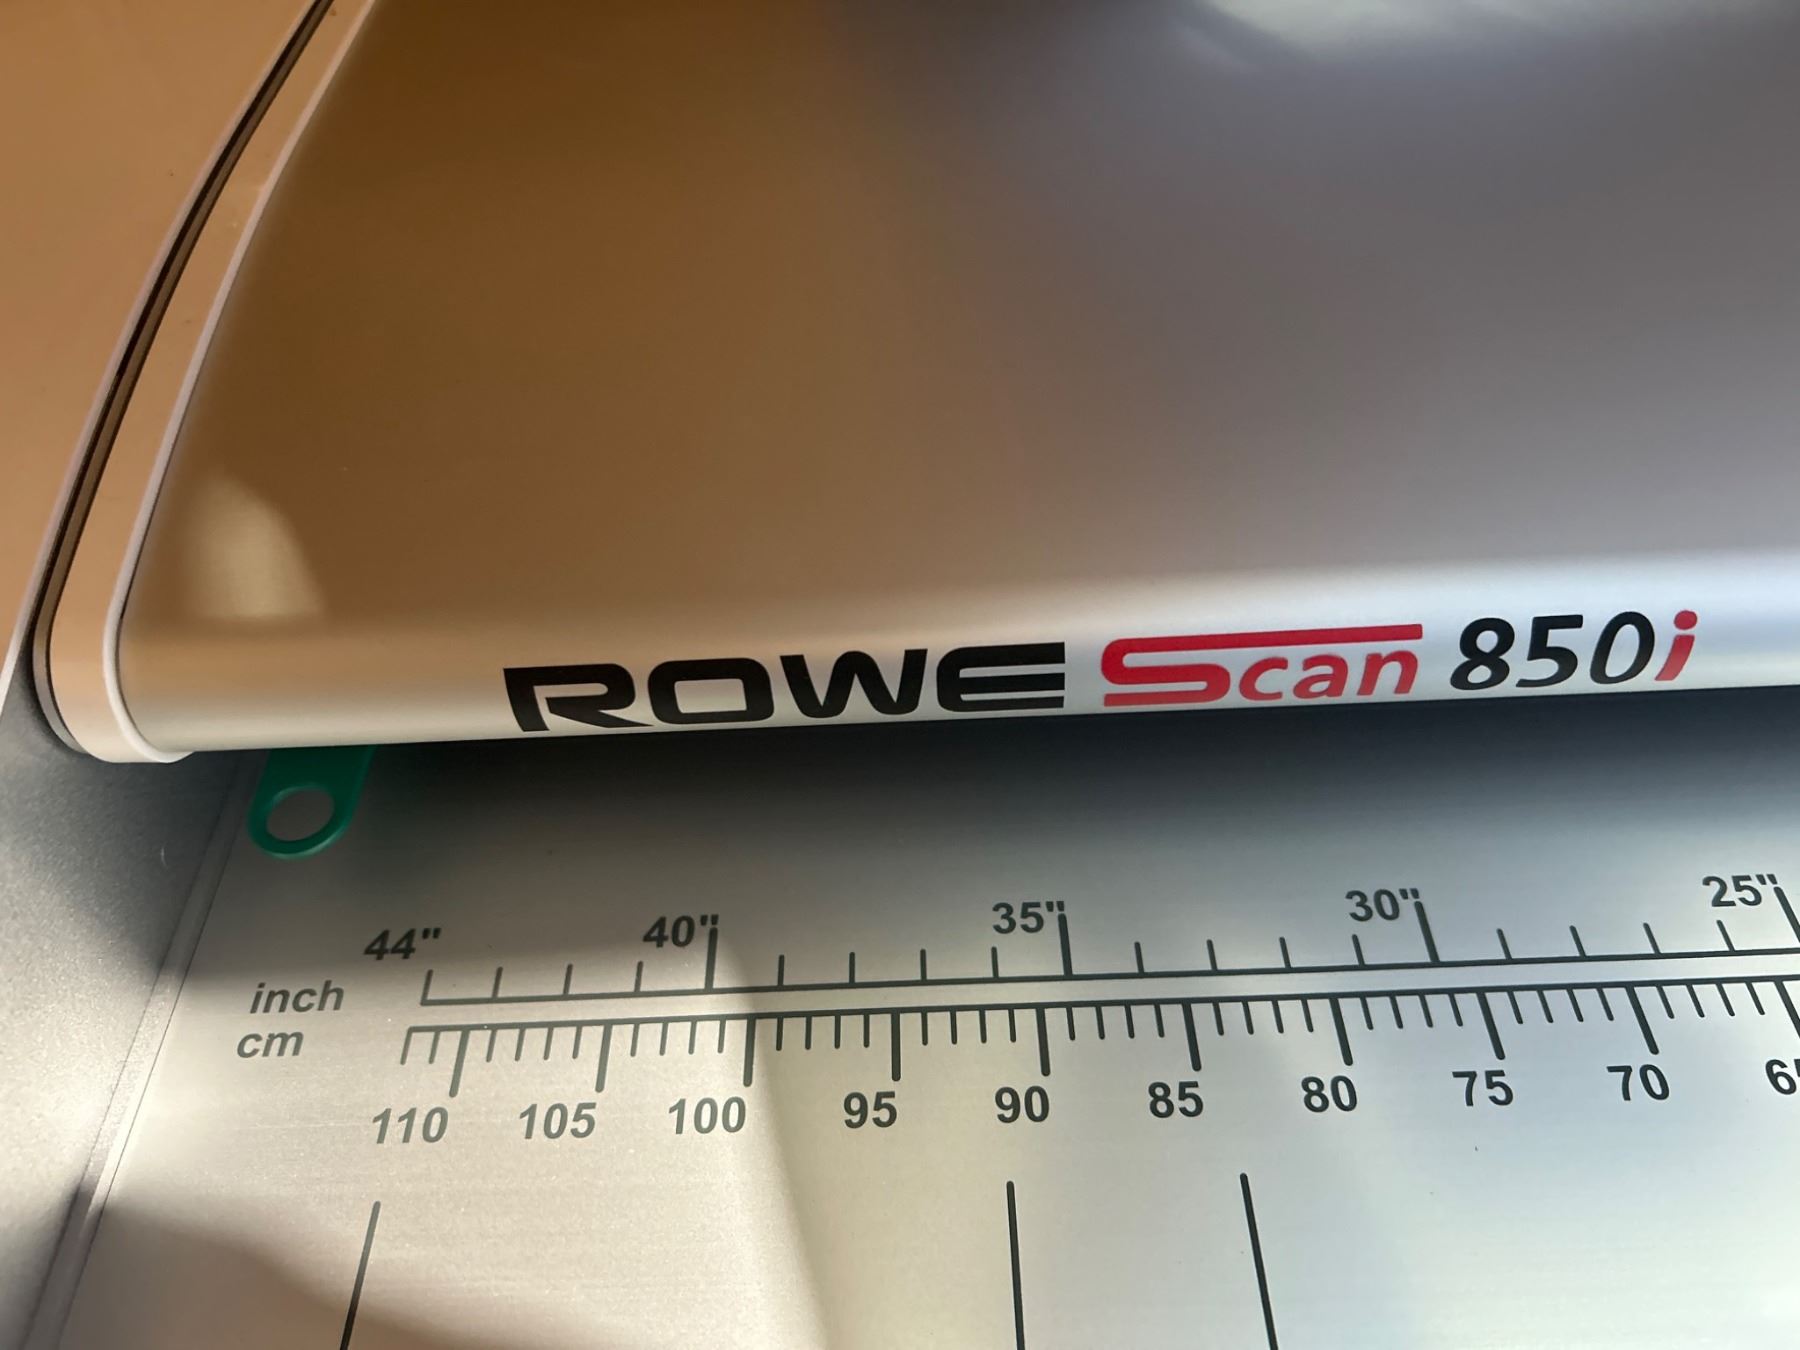 ROWE Scan 850i
44" 40" 35" 30" 25"
inch
cm
110 105 100 95 90 85 80 75 70